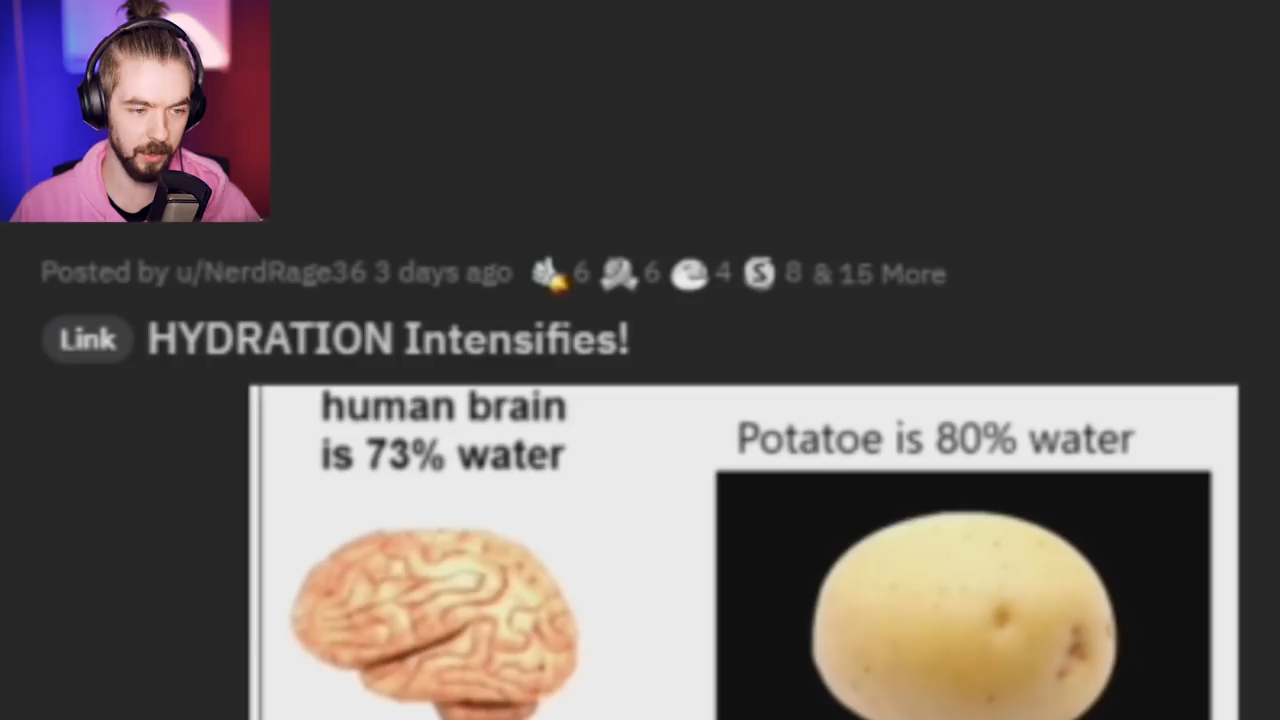 Posted by u/NerdRage36 3 days ago 6 6 4 S 8 & 15 More
Link HYDRATION Intensifies!
human brain
is 73% water
Potatoe is 80% water